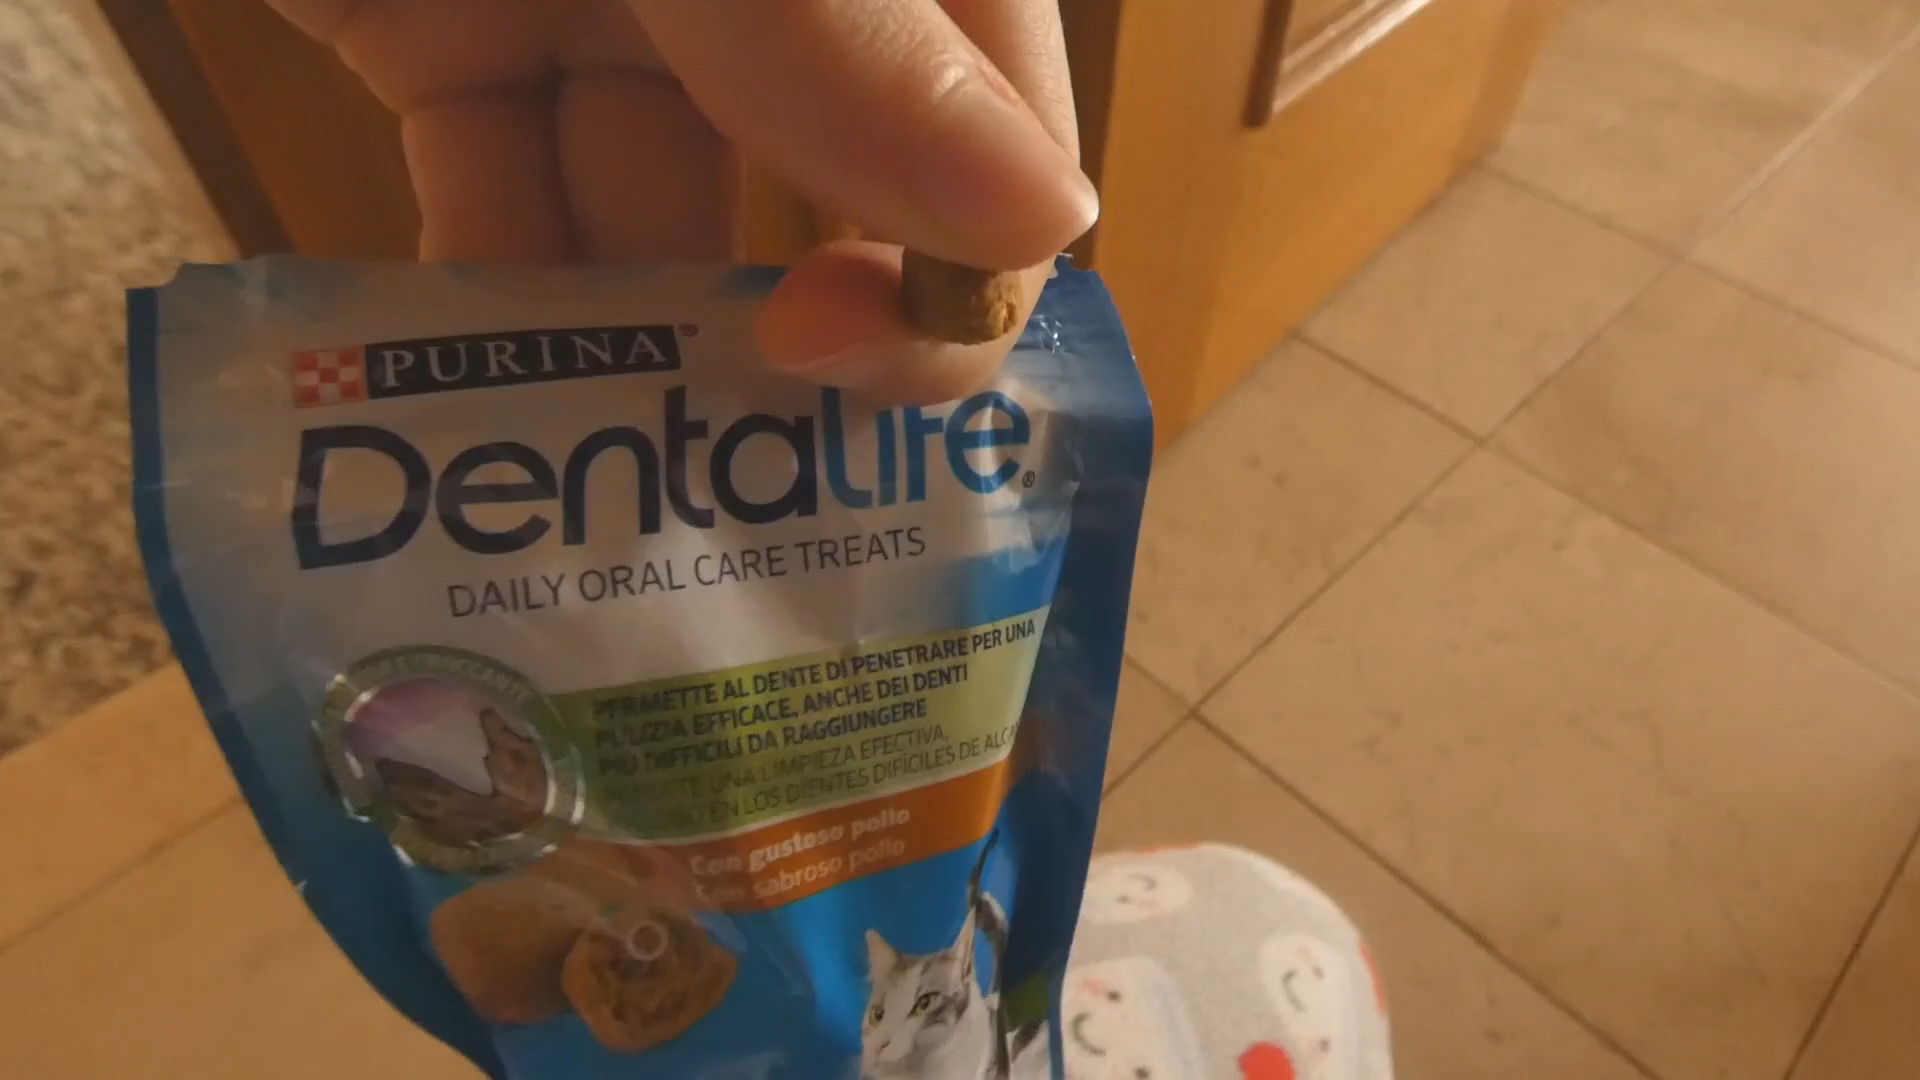 PURINA®
Dentalife®
DAILY ORAL CARE TREATS
PERMETTE AL DENTE DI PENETRARE PER UNA
PULIZIA EFFICACE, ANCHE DEI DENTI
PIÙ DIFFICILI DA RAGGIUNGERE
UNA LIMPIEZA EFECTIVA,
EN LOS DIENTES DIFÍCILES DE
Con gustoso pollo
Con sabroso pollo